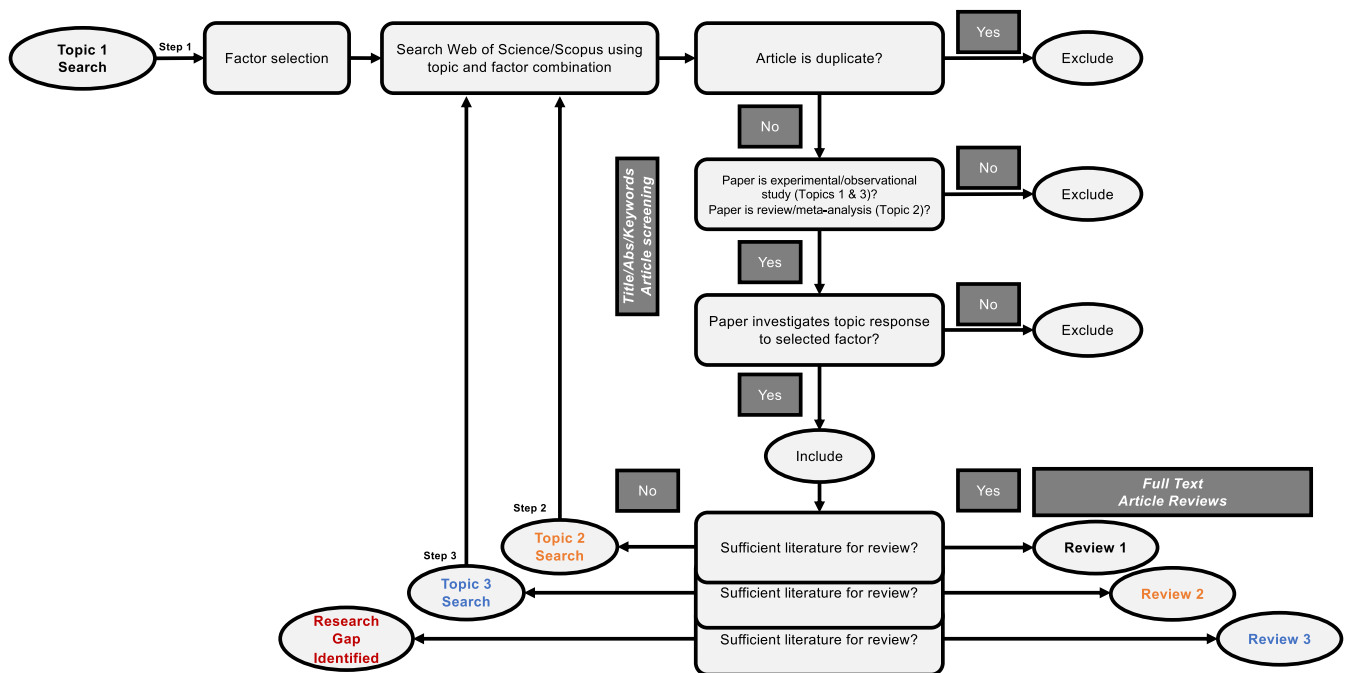 Topic 1
Search
Step 1
Factor selection
Search Web of Science/Scopus using
topic and factor combination
Article is duplicate?
Yes
Exclude
No
Title/Abs/Keywords
Article screening
Paper is experimental/observational
study (Topics 1 & 3)?
Paper is review/meta-analysis (Topic 2)?
No
Exclude
Yes
Paper investigates topic response
to selected factor?
No
Exclude
Yes
Include
No
Yes
Full Text
Article Reviews
Step 2
Topic 2
Search
Sufficient literature for review?
Review 1
Step 3
Topic 3
Search
Sufficient literature for review?
Review 2
Research
Gap
Identified
Sufficient literature for review?
Review 3